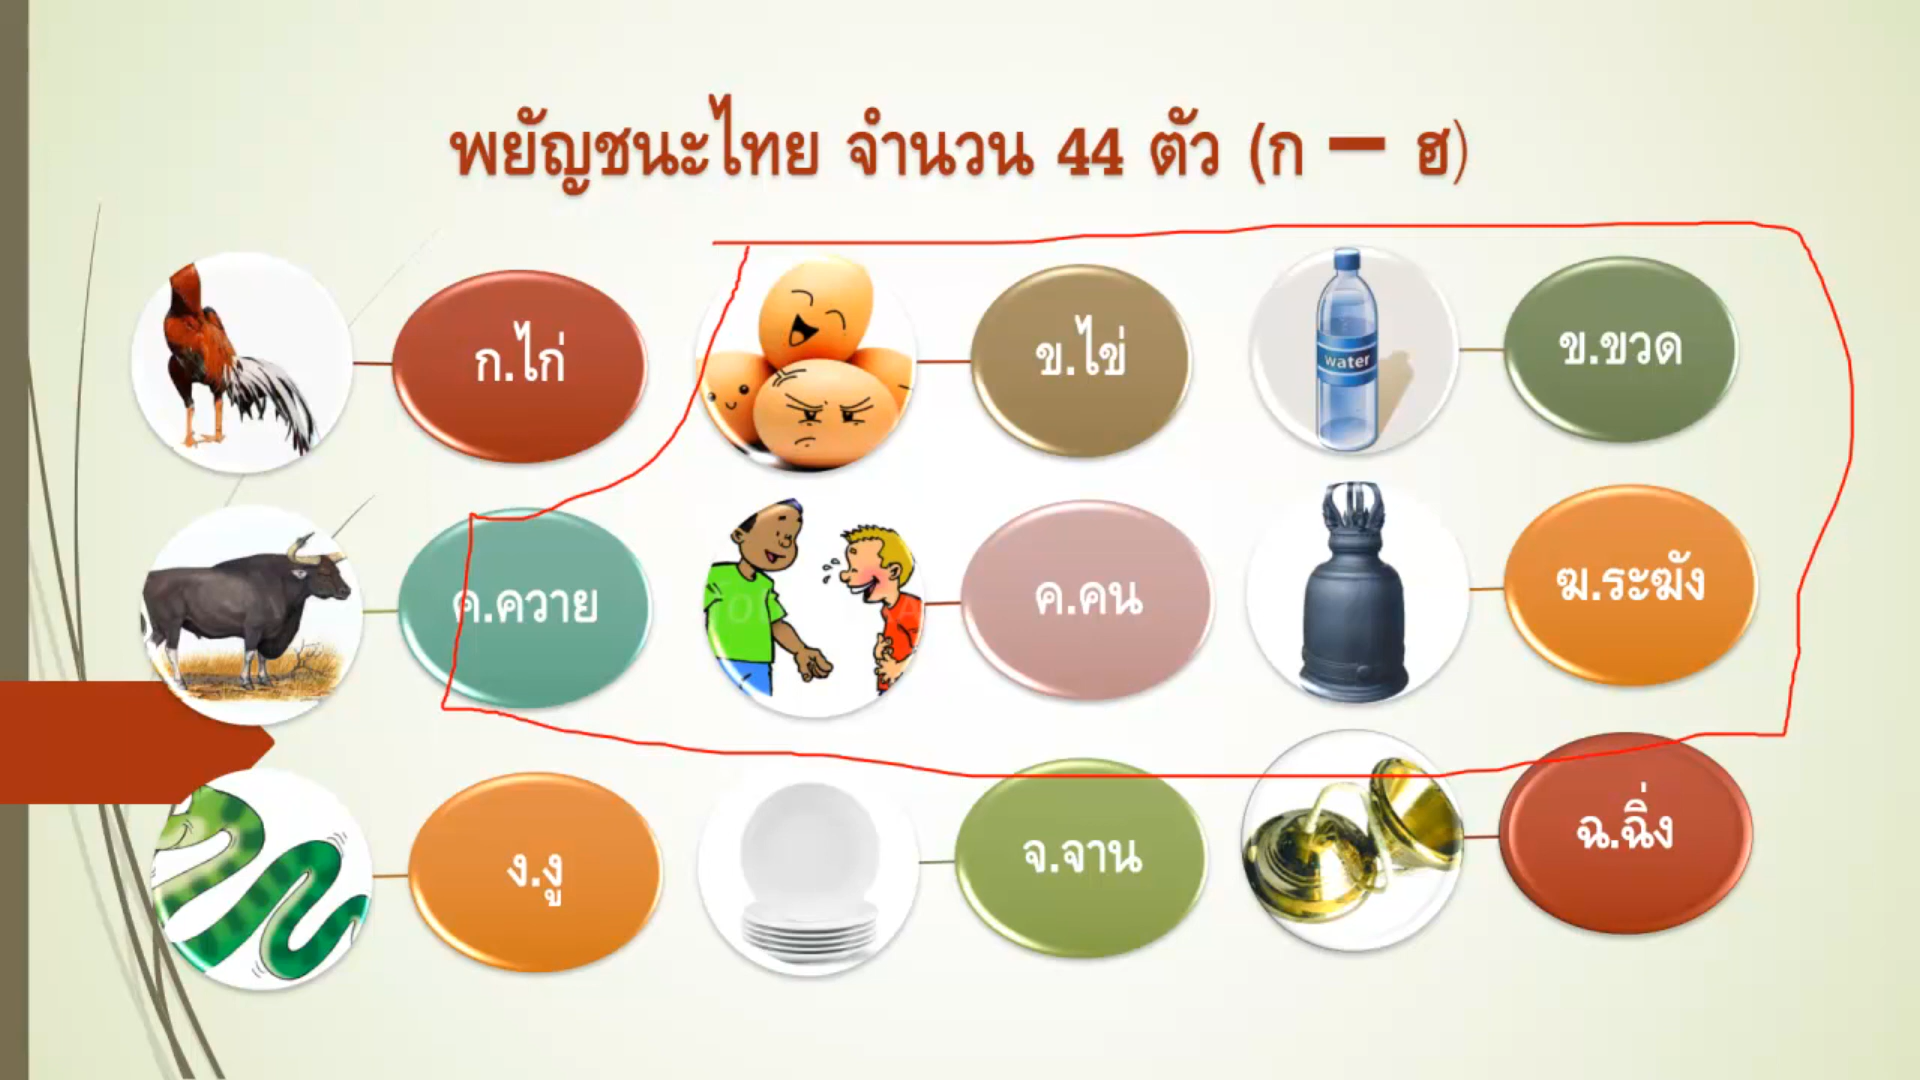 พยัญชนะไทย จำนวน 44 ตัว (ก – ฮ)
ก.ไก่
ข.ไข่
water
ข.ขวด
ค.ควาย
ค.คน
ฆ.ระฆัง
ง.งู
จ.จาน
ฉ.ฉิ่ง